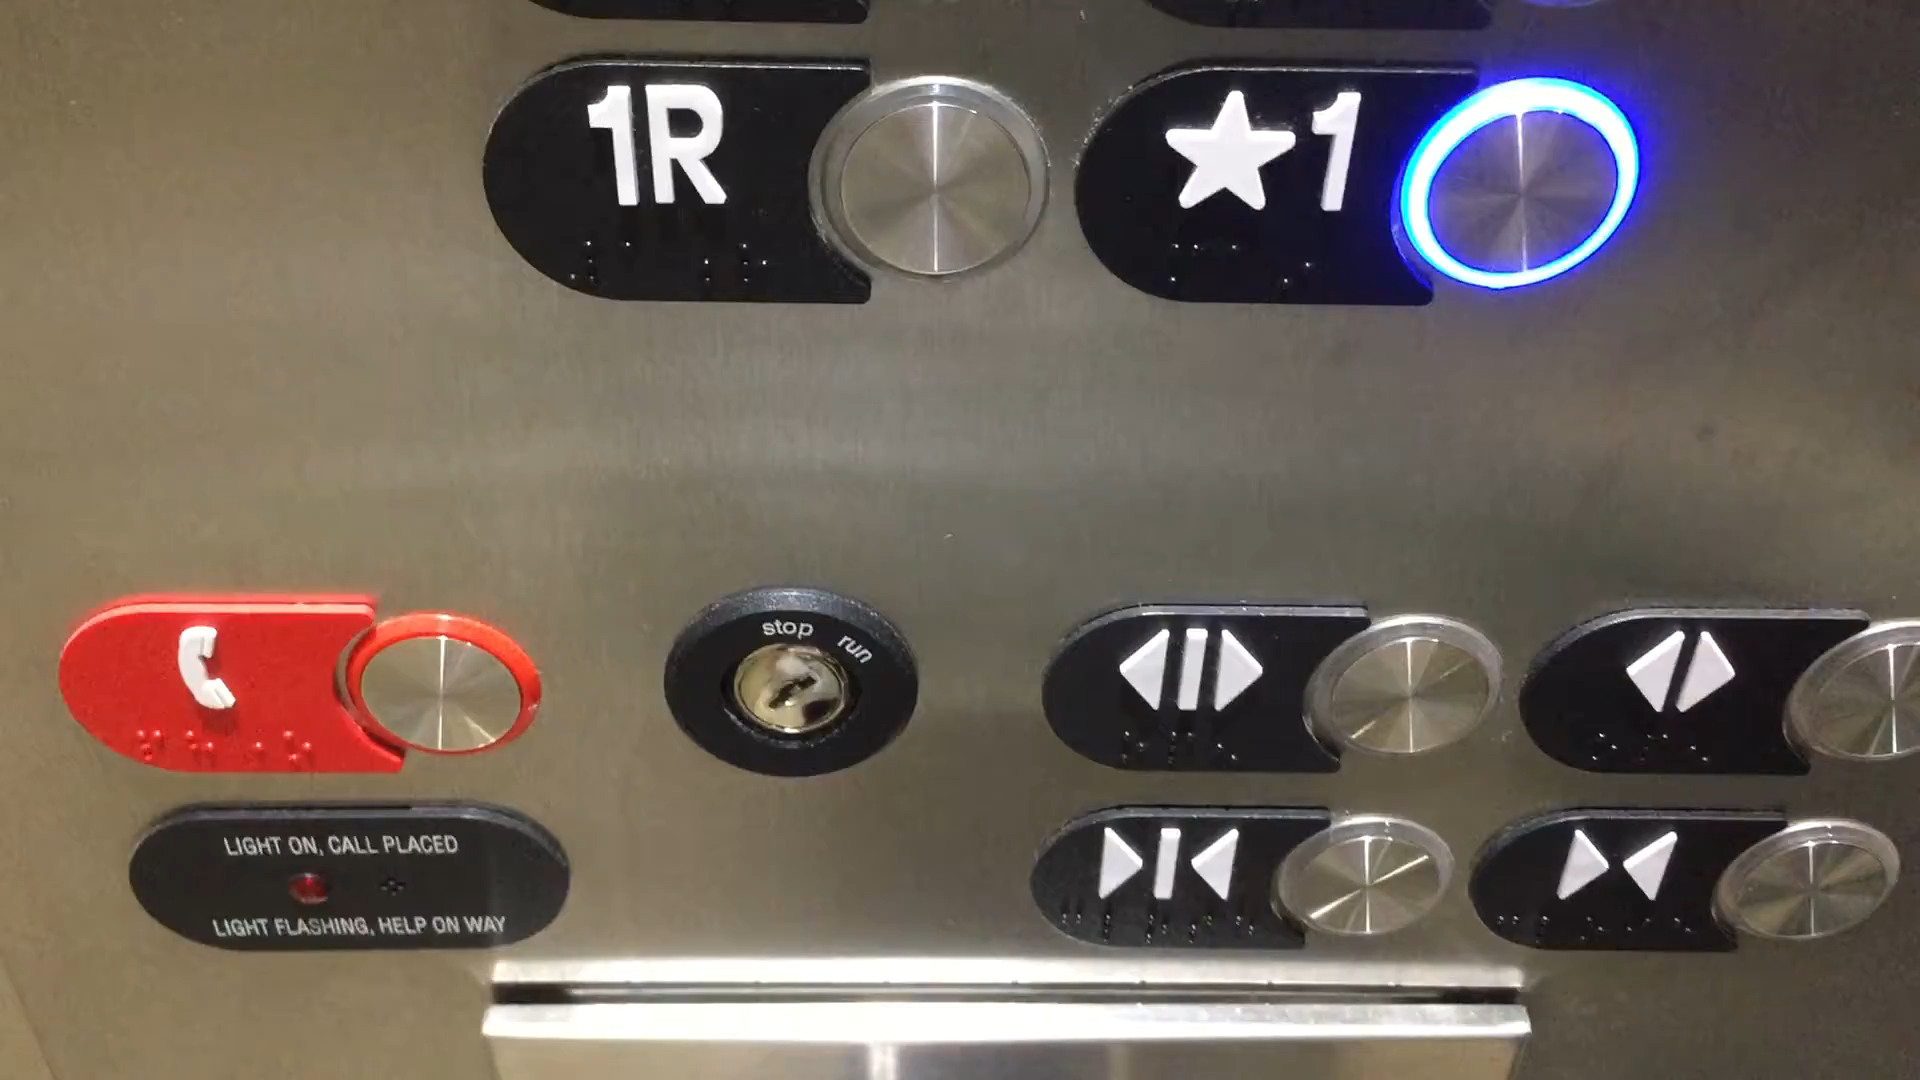 1R
★1
stop
run
LIGHT ON, CALL PLACED
LIGHT FLASHING, HELP ON WAY